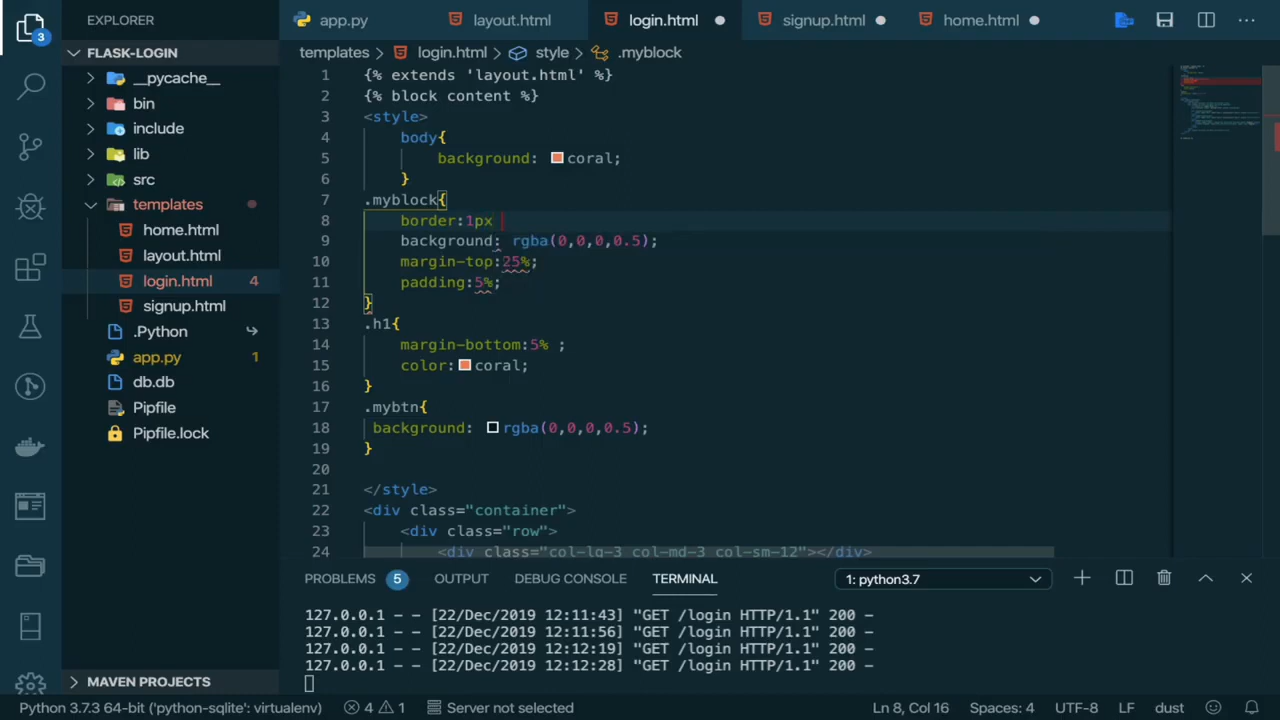 EXPLORER
app.py
layout.html
login.html
signup.html
home.html
3
FLASK-LOGIN
templates > login.html > style > .myblock
__pycache__
bin
include
lib
src
templates
home.html
layout.html
login.html 4
signup.html
.Python
app.py 1
db.db
Pipfile
Pipfile.lock
MAVEN PROJECTS
1 {% extends 'layout.html' %}
2 {% block content %}
3 <style>
4 body{
5 background: coral;
6 }
7 .myblock{
8 border:1px
9 background: rgba(0,0,0,0.5);
10 margin-top:25%;
11 padding:5%;
12 }
13 .h1{
14 margin-bottom:5% ;
15 color: coral;
16 }
17 .mybtn{
18 background: rgba(0,0,0,0.5);
19 }
20
21 </style>
22 <div class="container">
23 <div class="row">
24 <div class="col-lg-3 col-md-3 col-sm-12"></div>
PROBLEMS 5 OUTPUT DEBUG CONSOLE TERMINAL 1: python3.7
127.0.0.1 - - [22/Dec/2019 12:11:43] "GET /login HTTP/1.1" 200 -
127.0.0.1 - - [22/Dec/2019 12:11:56] "GET /login HTTP/1.1" 200 -
127.0.0.1 - - [22/Dec/2019 12:12:19] "GET /login HTTP/1.1" 200 -
127.0.0.1 - - [22/Dec/2019 12:12:28] "GET /login HTTP/1.1" 200 -
Python 3.7.3 64-bit ('python-sqlite': virtualenv) 4 1 Server not selected Ln 8, Col 16 Spaces: 4 UTF-8 LF HTML dust